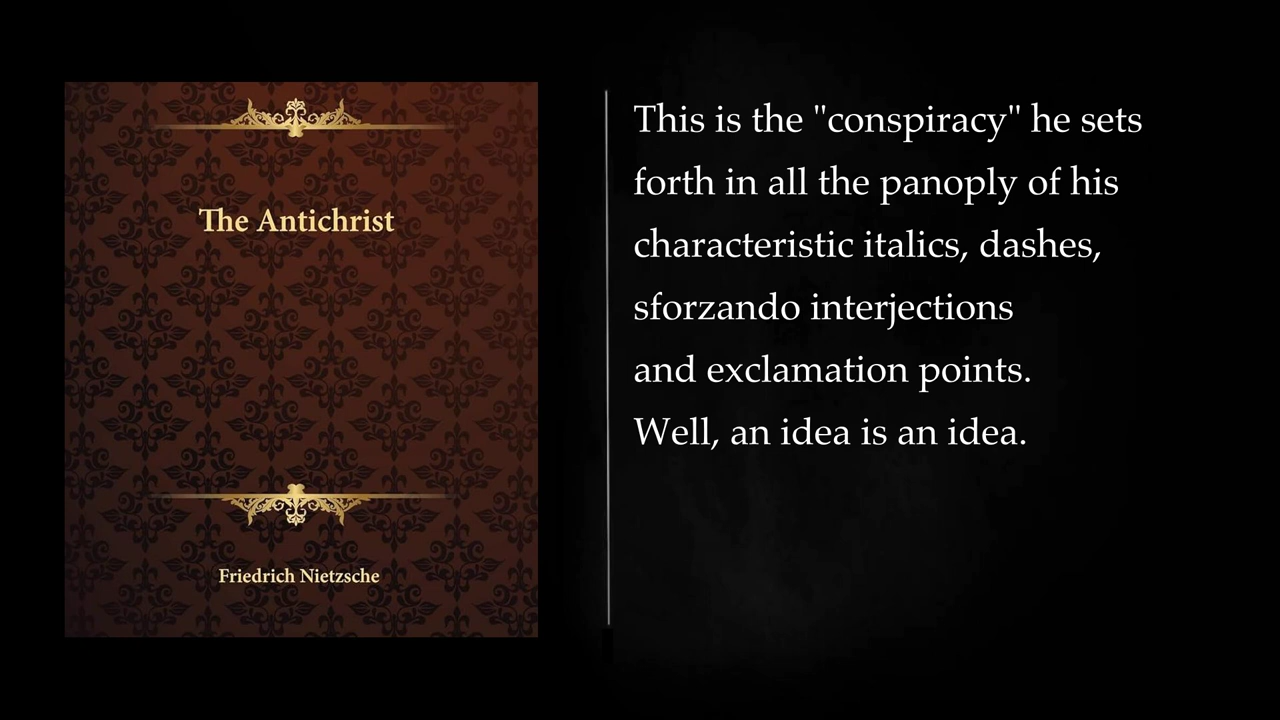 The Antichrist
Friedrich Nietzsche
This is the "conspiracy" he sets
forth in all the panoply of his
characteristic italics, dashes,
sforzando interjections
and exclamation points.
Well, an idea is an idea.